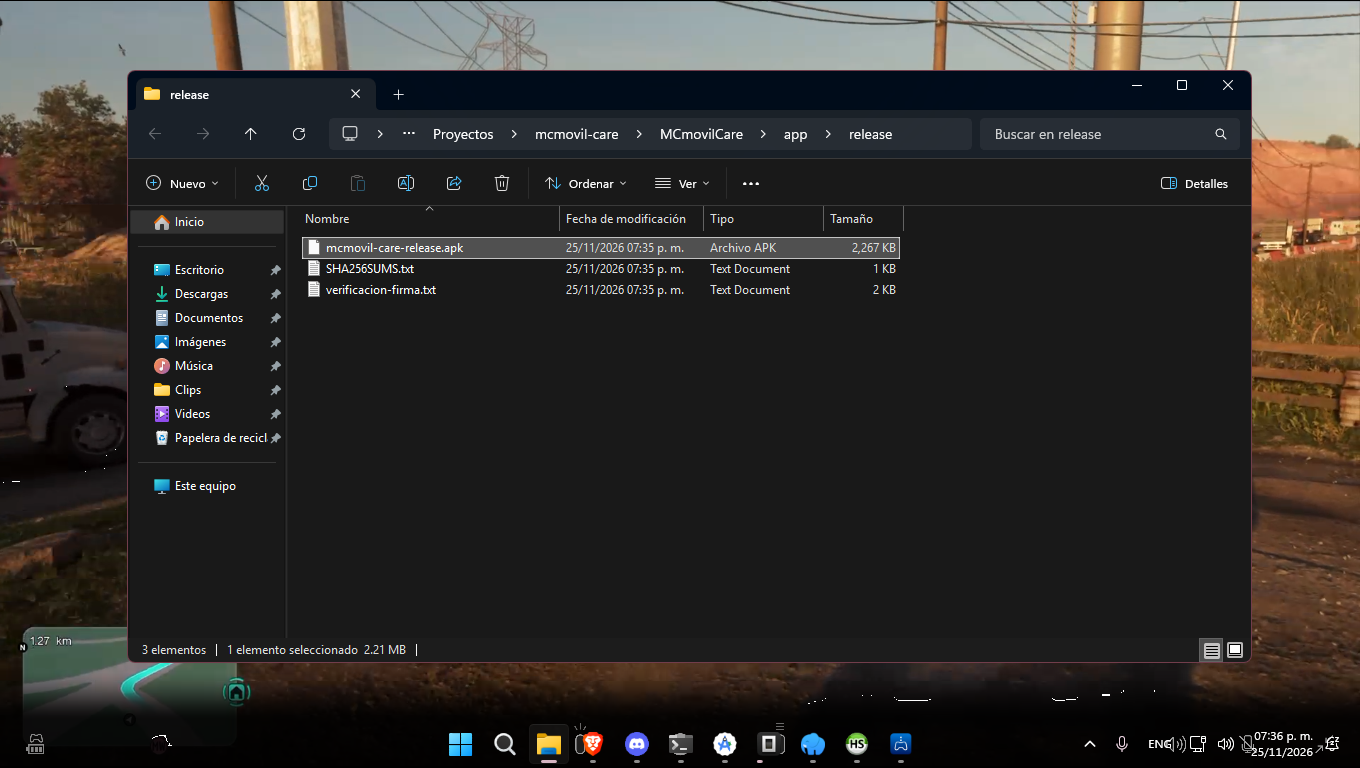 release
Proyectos
mcmovil-care
MCmovilCare
app
release
Buscar en release
Nuevo
Ordenar
Ver
Detalles
Inicio
Escritorio
Descargas
Documentos
Imágenes
Música
Clips
Videos
Papelera de recicl
Este equipo
Nombre
Fecha de modificación
Tipo
Tamaño
mcmovil-care-release.apk
25/11/2026 07:35 p. m.
Archivo APK
2,267 KB
SHA256SUMS.txt
25/11/2026 07:35 p. m.
Text Document
1 KB
verificacion-firma.txt
25/11/2026 07:35 p. m.
Text Document
2 KB
3 elementos
1 elemento seleccionado 2.21 MB
1.27 km
N
HS
ENG
07:36 p. m.
25/11/2026